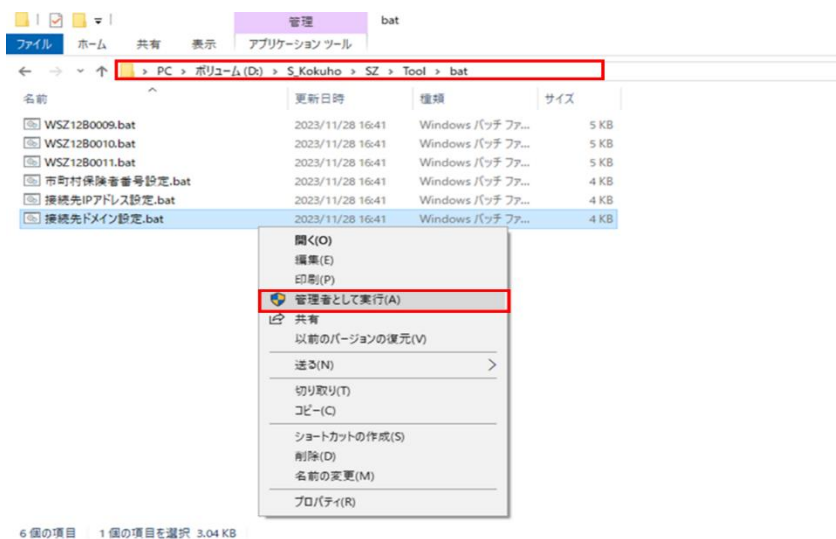 管理 bat
ファイル ホーム 共有 表示 アプリケーション ツール
> PC > ボリューム (D:) > S_Kokuho > SZ > Tool > bat
名前 更新日時 種類 サイズ
WSZ12B0009.bat 2023/11/28 16:41 Windows バッチ ファ... 5 KB
WSZ12B0010.bat 2023/11/28 16:41 Windows バッチ ファ... 5 KB
WSZ12B0011.bat 2023/11/28 16:41 Windows バッチ ファ... 5 KB
市町村保険者番号設定.bat 2023/11/28 16:41 Windows バッチ ファ... 4 KB
接続先IPアドレス設定.bat 2023/11/28 16:41 Windows バッチ ファ... 4 KB
接続先ドメイン設定.bat 2023/11/28 16:41 Windows バッチ ファ... 4 KB
開く(O)
編集(E)
印刷(P)
管理者として実行(A)
共有
以前のバージョンの復元(V)
送る(N)
切り取り(T)
コピー(C)
ショートカットの作成(S)
削除(D)
名前の変更(M)
プロパティ(R)
6 個の項目 1 個の項目を選択 3.04 KB